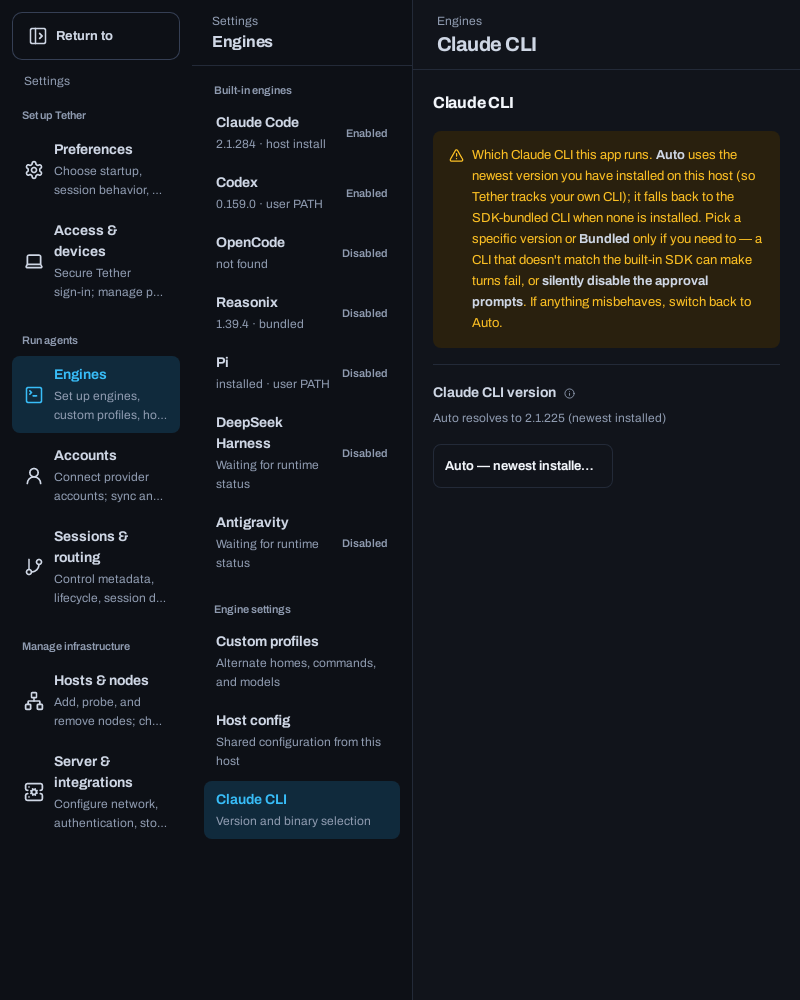 Return to
Settings
Set up Tether
Preferences
Choose startup,
session behavior, ...
Access &
devices
Secure Tether
sign-in; manage p...
Run agents
Engines
Set up engines,
custom profiles, ho...
Accounts
Connect provider
accounts; sync an...
Sessions &
routing
Control metadata,
lifecycle, session d...
Manage infrastructure
Hosts & nodes
Add, probe, and
remove nodes; ch...
Server &
integrations
Configure network,
authentication, sto...
Settings
Engines
Built-in engines
Claude Code
2.1.284 · host install
Enabled
Codex
0.159.0 · user PATH
Enabled
OpenCode
not found
Disabled
Reasonix
1.39.4 · bundled
Disabled
Pi
installed · user PATH
Disabled
DeepSeek
Harness
Waiting for runtime
status
Disabled
Antigravity
Waiting for runtime
status
Disabled
Engine settings
Custom profiles
Alternate homes, commands,
and models
Host config
Shared configuration from this
host
Claude CLI
Version and binary selection
Engines
Claude CLI
Claude CLI
Which Claude CLI this app runs. Auto uses the
newest version you have installed on this host (so
Tether tracks your own CLI); it falls back to the
SDK-bundled CLI when none is installed. Pick a
specific version or Bundled only if you need to — a
CLI that doesn't match the built-in SDK can make
turns fail, or silently disable the approval
prompts. If anything misbehaves, switch back to
Auto.
Claude CLI version
Auto resolves to 2.1.225 (newest installed)
Auto — newest installe...